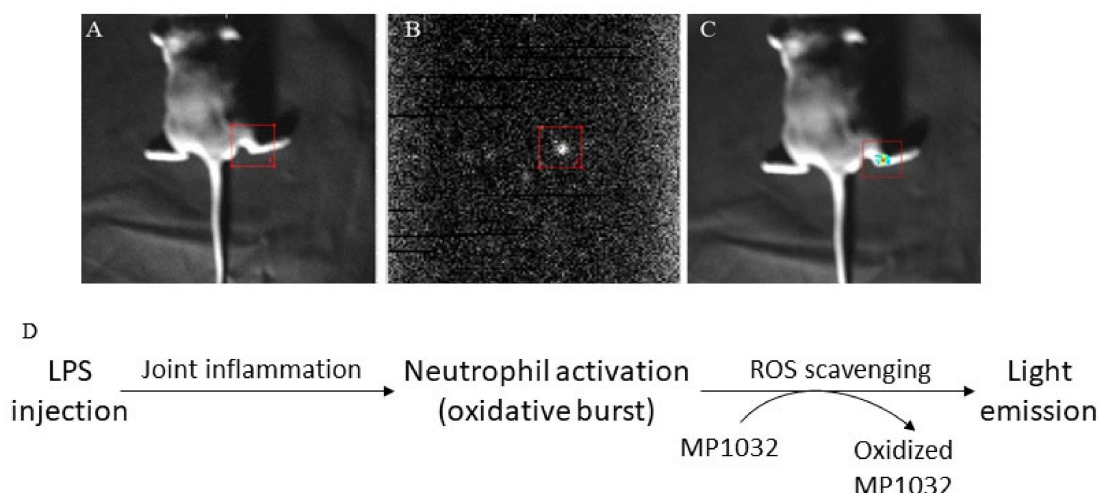 A
B
C
D
LPS
injection
Joint inflammation
Neutrophil activation
(oxidative burst)
ROS scavenging
Light
emission
MP1032
Oxidized
MP1032